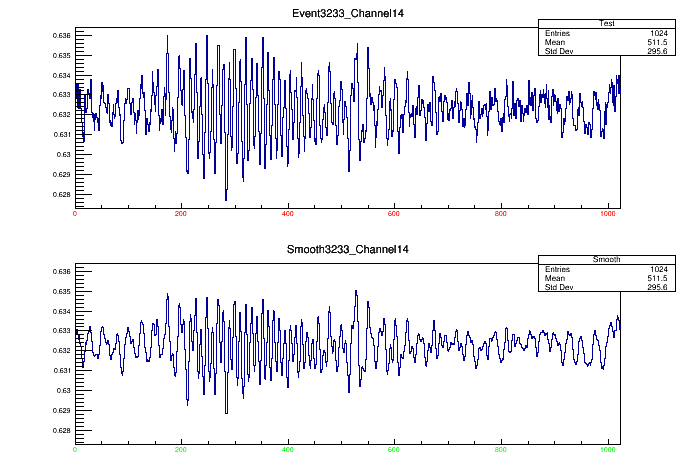 Event3233_Channel14
Test
Entries 1024
Mean 511.5
Std Dev 295.6
0.636
0.635
0.634
0.633
0.632
0.631
0.63
0.629
0.628
0 200 400 600 800 1000
Smooth3233_Channel14
Smooth
Entries 1024
Mean 511.5
Std Dev 295.6
0.636
0.635
0.634
0.633
0.632
0.631
0.63
0.629
0.628
0 200 400 600 800 1000